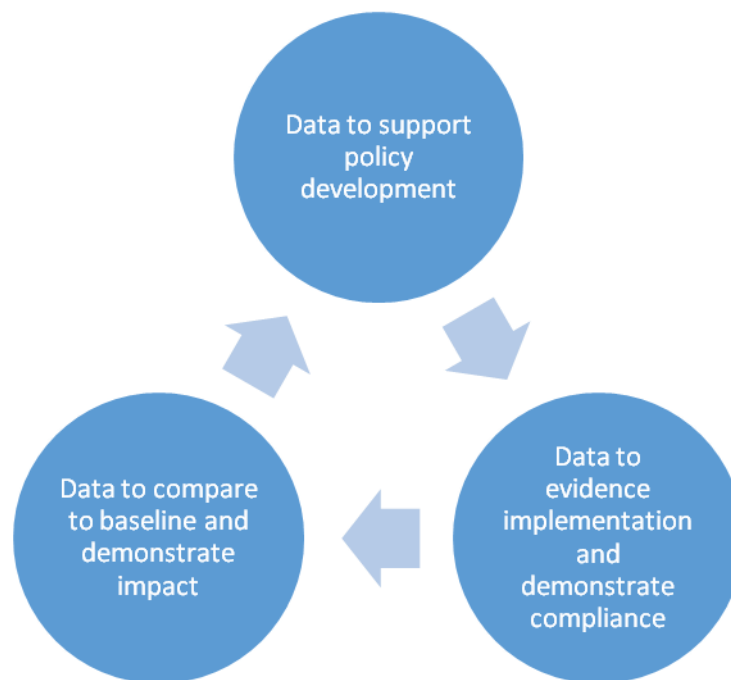 Data to support
policy
development
Data to
evidence
implementation
and
demonstrate
compliance
Data to compare
to baseline and
demonstrate
impact